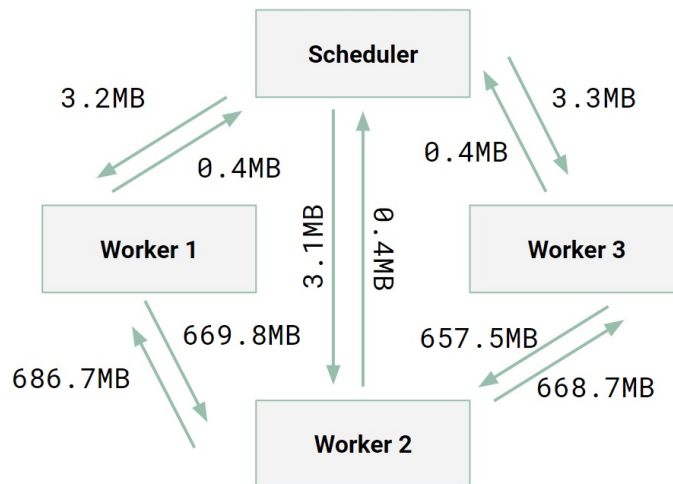 Scheduler
3.2MB
3.3MB
0.4MB
0.4MB
3.1MB
0.4MB
Worker 1
Worker 3
669.8MB
657.5MB
686.7MB
668.7MB
Worker 2